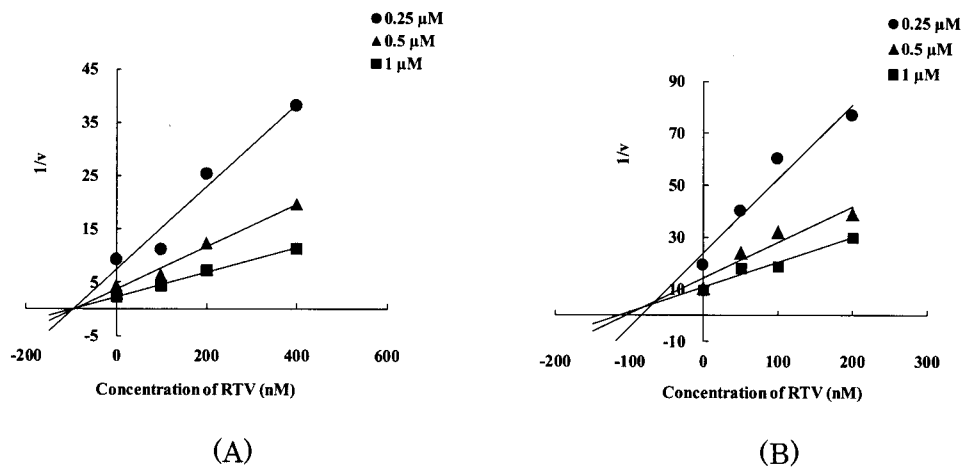 ● 0.25 µM
▲ 0.5 µM
■ 1 µM
45
35
25
15
5
-5
1/v
-200 0 200 400 600
Concentration of RTV (nM)
(A)
● 0.25 µM
▲ 0.5 µM
■ 1 µM
90
70
50
30
10
-10
1/v
-200 -100 0 100 200 300
Concentration of RTV (nM)
(B)